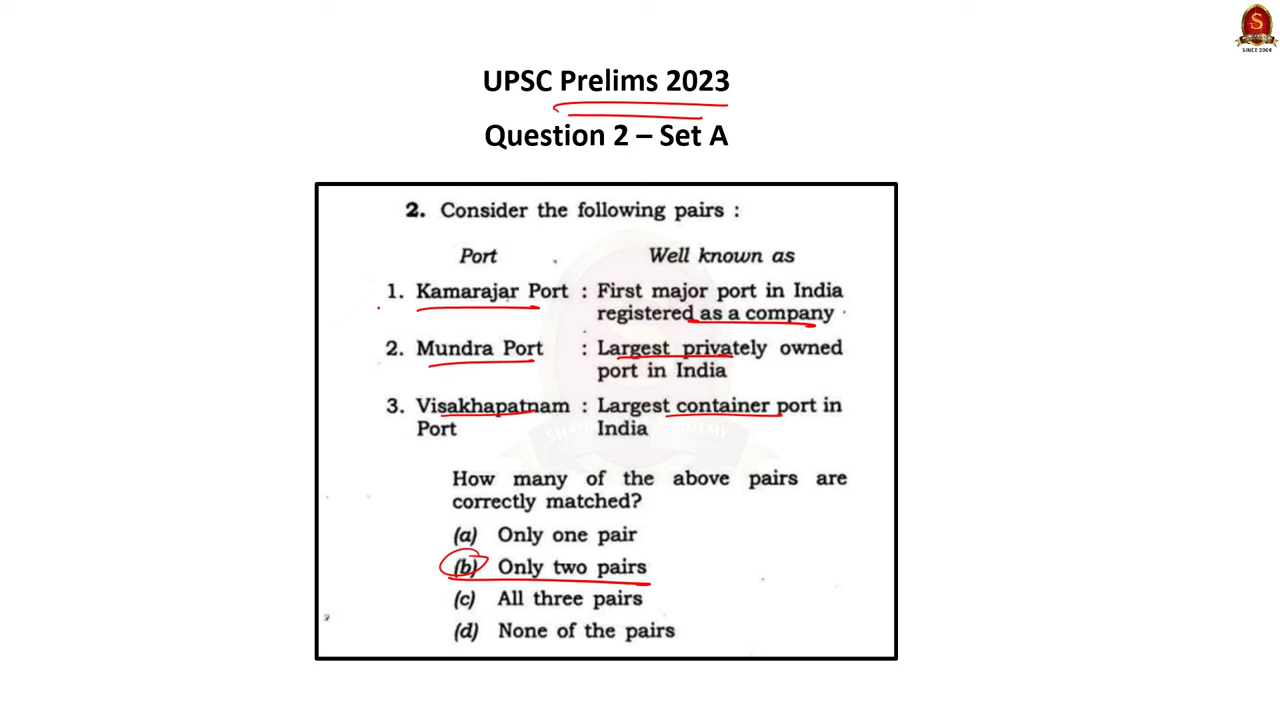 S
SINCE 2004
UPSC Prelims 2023
Question 2 – Set A
2. Consider the following pairs :
Port Well known as
1. Kamarajar Port : First major port in India
registered as a company
2. Mundra Port : Largest privately owned
port in India
3. Visakhapatnam : Largest container port in
Port India
How many of the above pairs are
correctly matched?
(a) Only one pair
(b) Only two pairs
(c) All three pairs
(d) None of the pairs